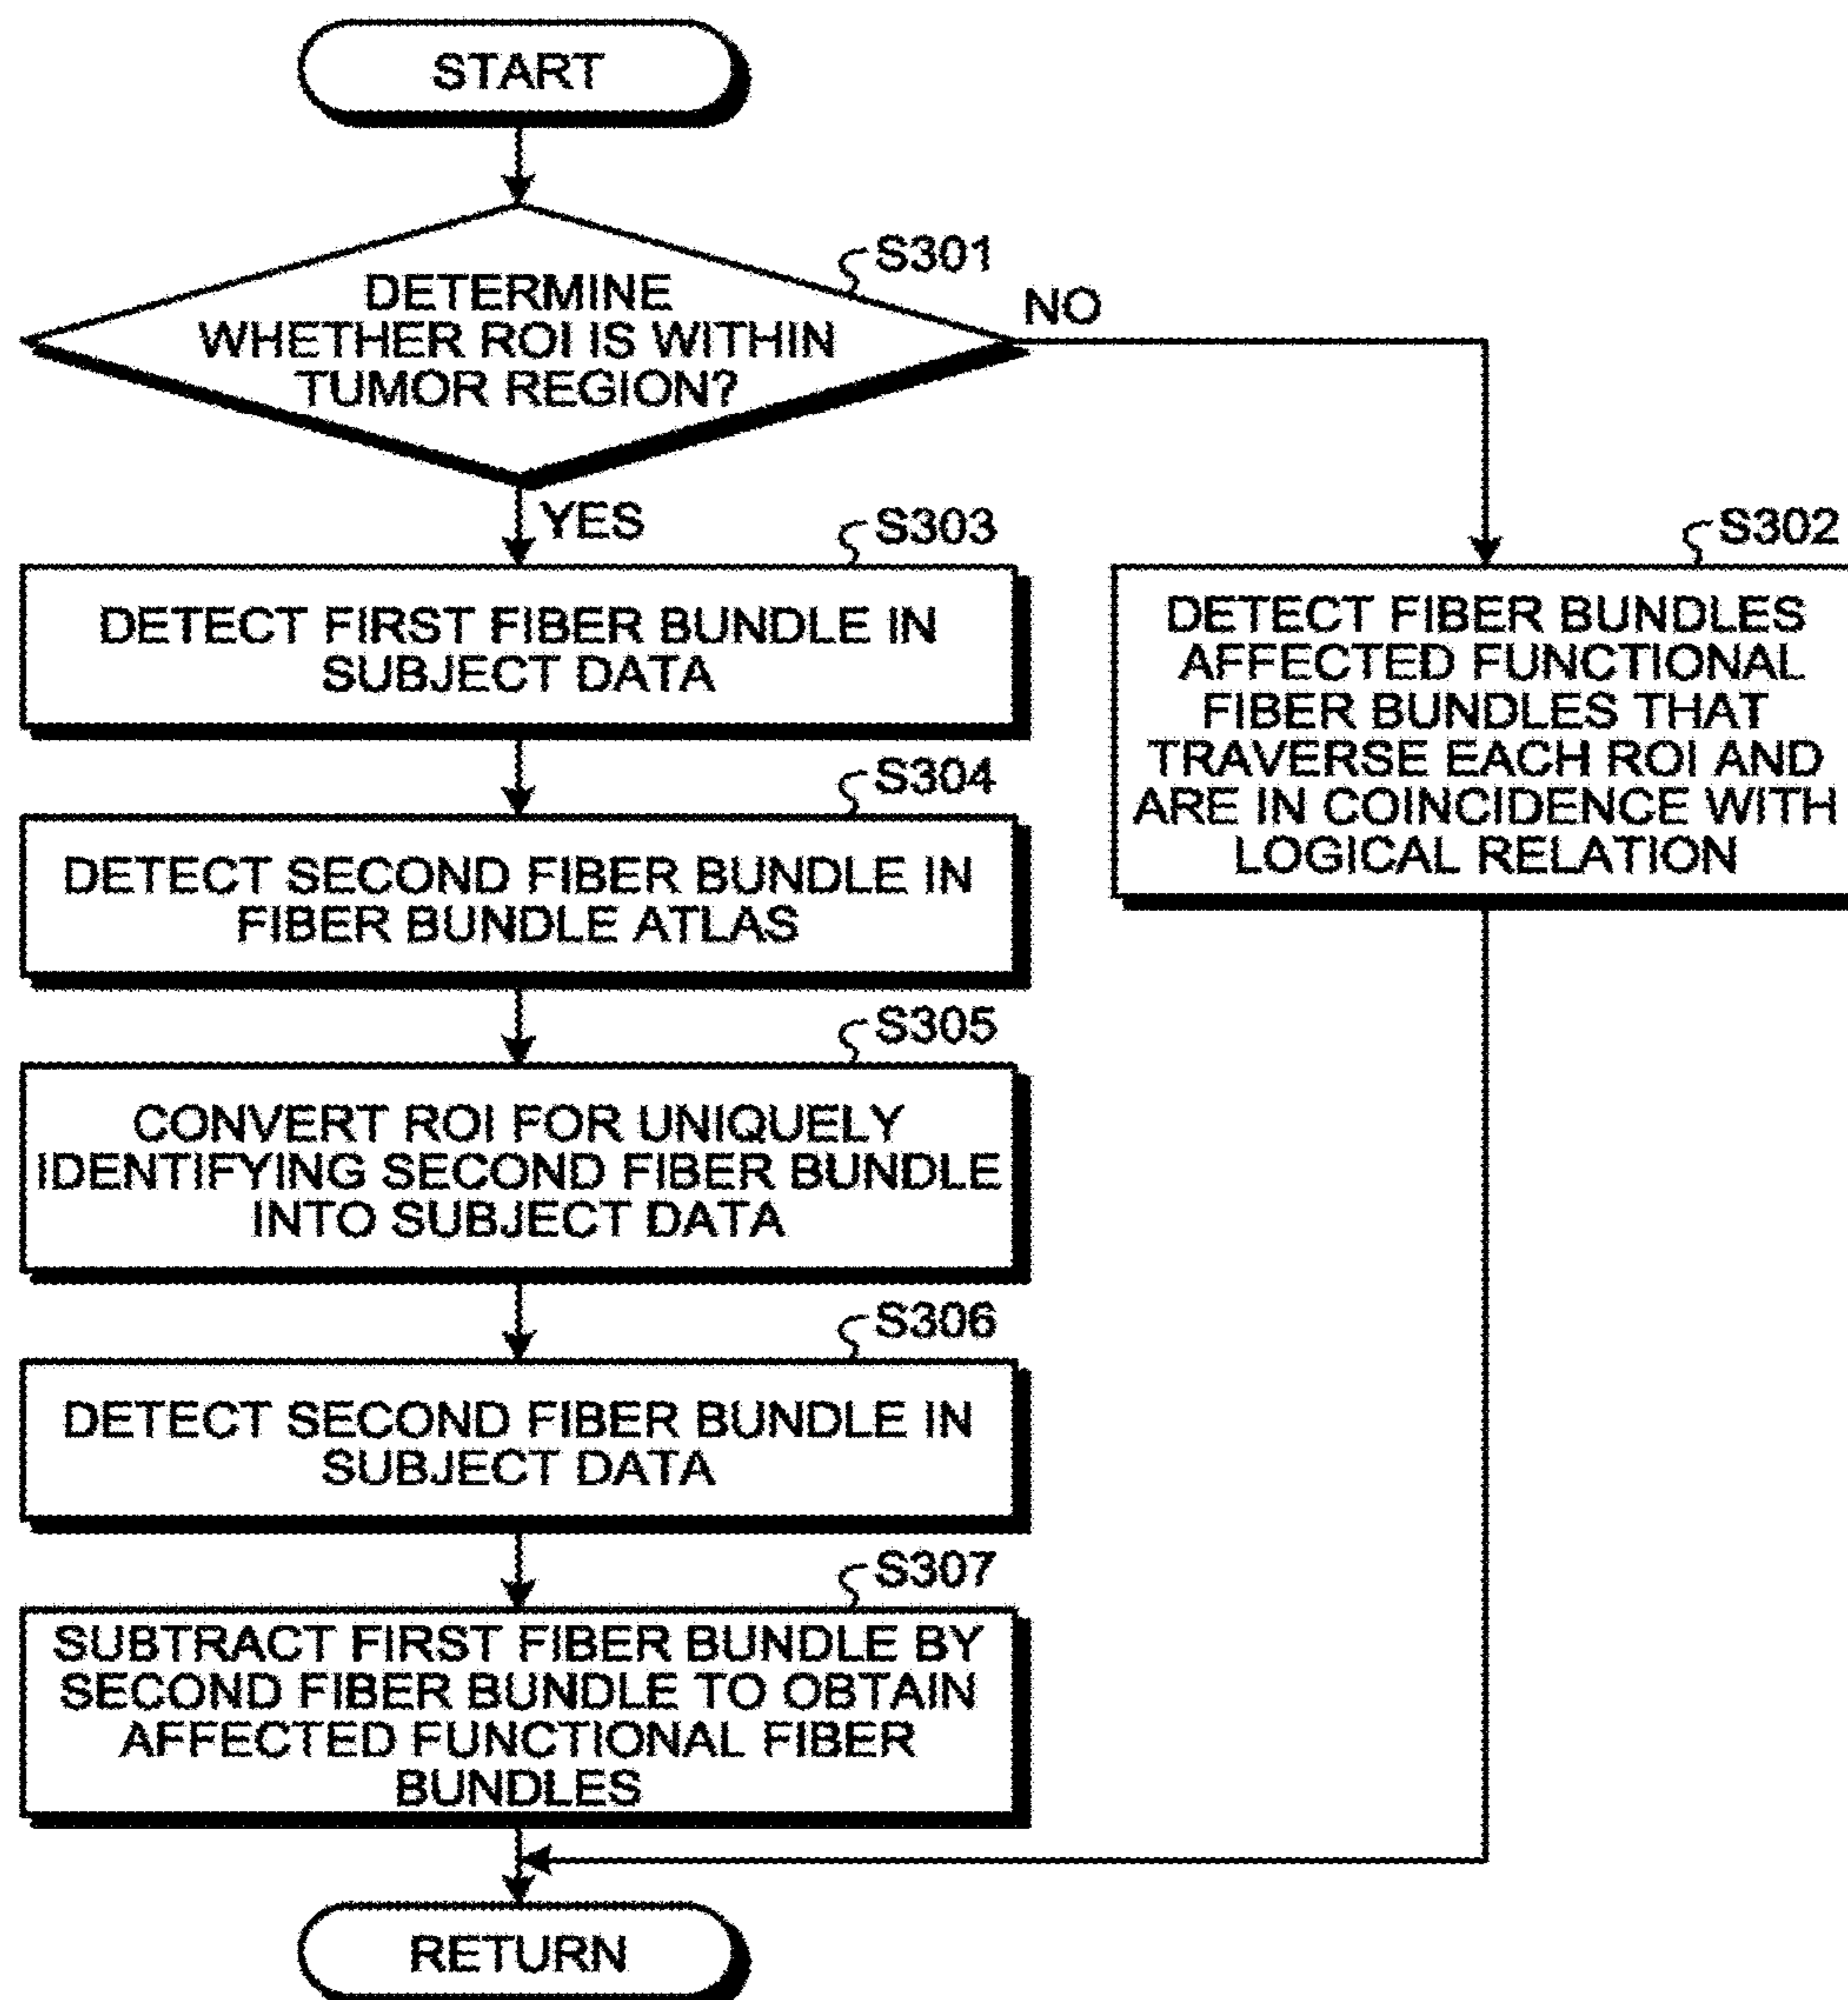 START
S301
DETERMINE
WHETHER ROI IS WITHIN
TUMOR REGION?
NO
YES
S303
DETECT FIRST FIBER BUNDLE IN
SUBJECT DATA
S302
DETECT FIBER BUNDLES
AFFECTED FUNCTIONAL
FIBER BUNDLES THAT
TRAVERSE EACH ROI AND
ARE IN COINCIDENCE WITH
LOGICAL RELATION
S304
DETECT SECOND FIBER BUNDLE IN
FIBER BUNDLE ATLAS
S305
CONVERT ROI FOR UNIQUELY
IDENTIFYING SECOND FIBER BUNDLE
INTO SUBJECT DATA
S306
DETECT SECOND FIBER BUNDLE IN
SUBJECT DATA
S307
SUBTRACT FIRST FIBER BUNDLE BY
SECOND FIBER BUNDLE TO OBTAIN
AFFECTED FUNCTIONAL FIBER
BUNDLES
RETURN